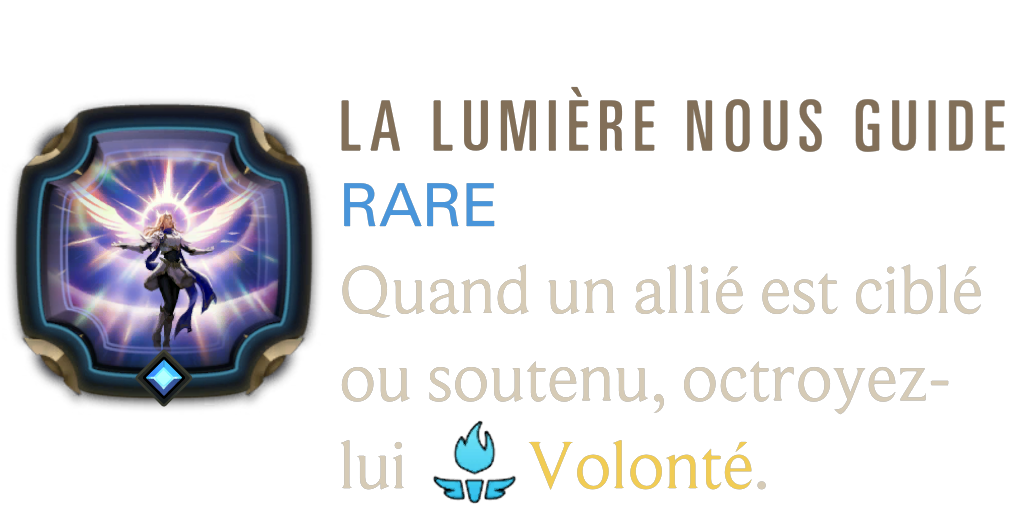 LA LUMIÈRE NOUS GUIDE
RARE
Quand un allié est ciblé
ou soutenu, octroyez-
lui Volonté.